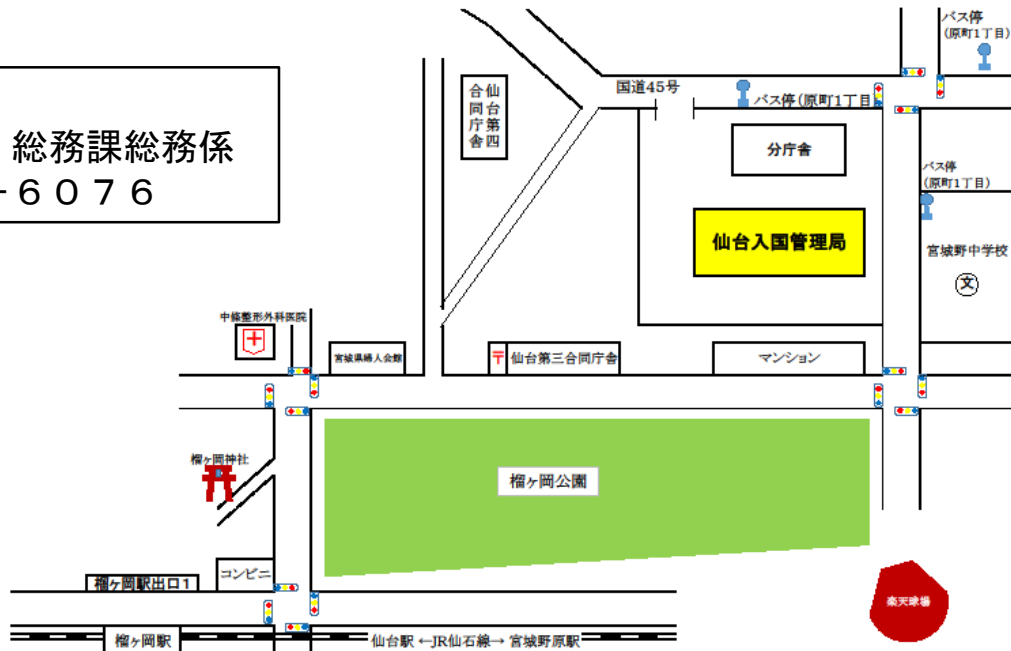 総務課総務係
-６０７６
バス停
(原町1丁目)
国道45号
バス停(原町1丁目
仙台第四
合同庁舎
分庁舎
バス停
(原町1丁目)
仙台入国管理局
宮城野中学校
文
中條整形外科医院
宮城県婦人会館
〒
仙台第三合同庁舎
マンション
榴ヶ岡神社
榴ヶ岡公園
コンビニ
榴ヶ岡駅出口1
楽天球場
榴ヶ岡駅
仙台駅 ←JR仙石線→ 宮城野原駅